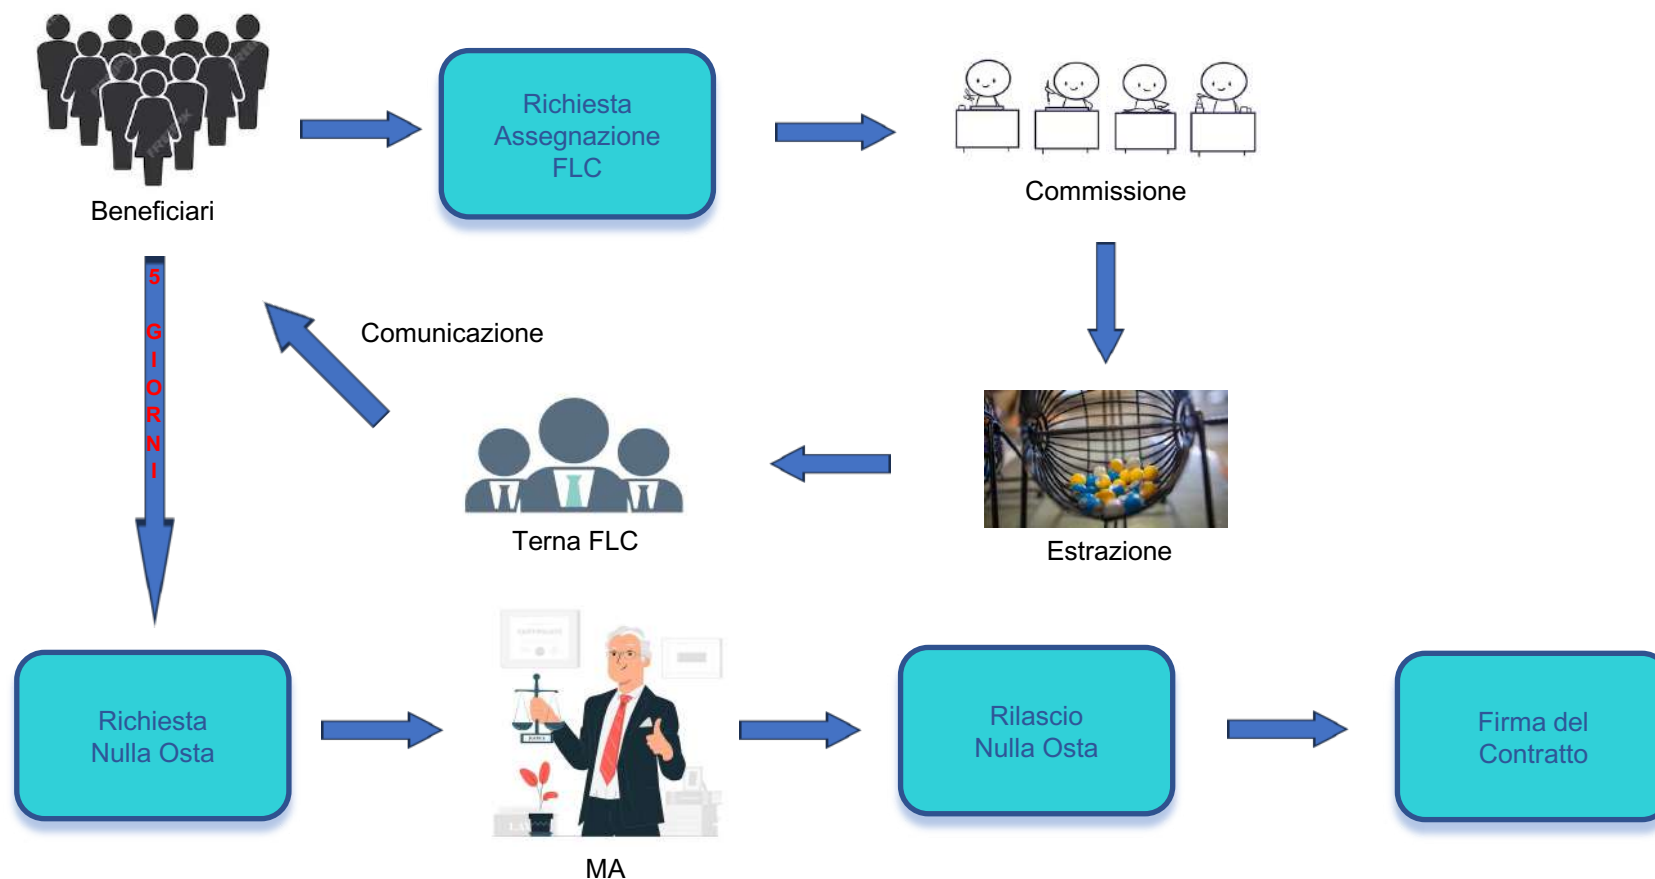 Richiesta
Assegnazione
FLC
Beneficiari
Commissione
5 GIORNI
Comunicazione
Terna FLC
Estrazione
Richiesta
Nulla Osta
MA
Rilascio
Nulla Osta
Firma del
Contratto